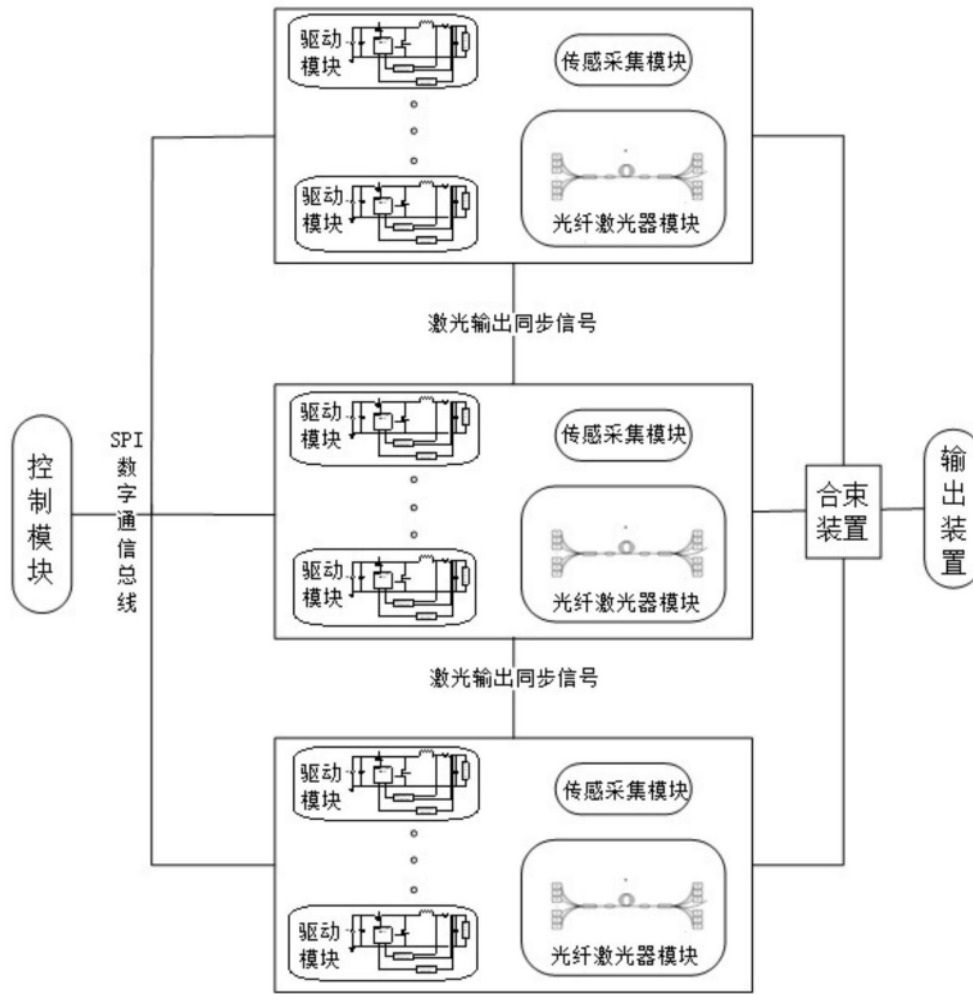 驱动
模块
传感采集模块
驱动
模块
光纤激光器模块
激光输出同步信号
控
制
模
块
SPI
数
字
通
信
总
线
驱动
模块
传感采集模块
驱动
模块
光纤激光器模块
合束
装置
输
出
装
置
激光输出同步信号
驱动
模块
传感采集模块
驱动
模块
光纤激光器模块